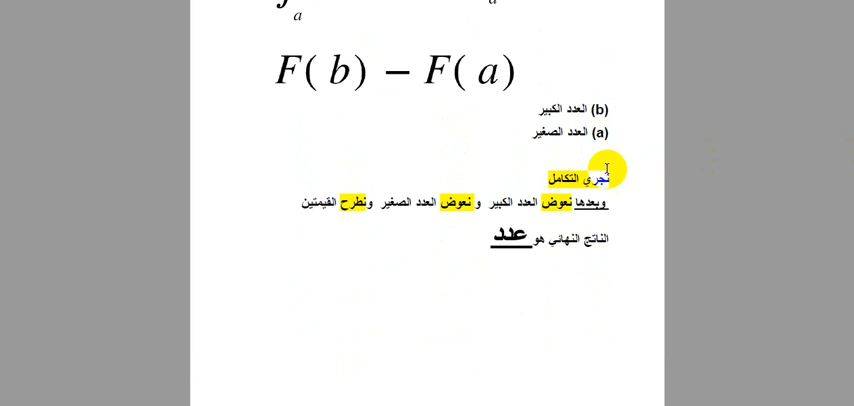 a
F( b) − F( a)
(b) العدد الكبير
(a) العدد الصغير
نجري التكامل
وبعدها نعوض العدد الكبير و نعوض العدد الصغير ونطرح القيمتين
الناتج النهائي هو عدد